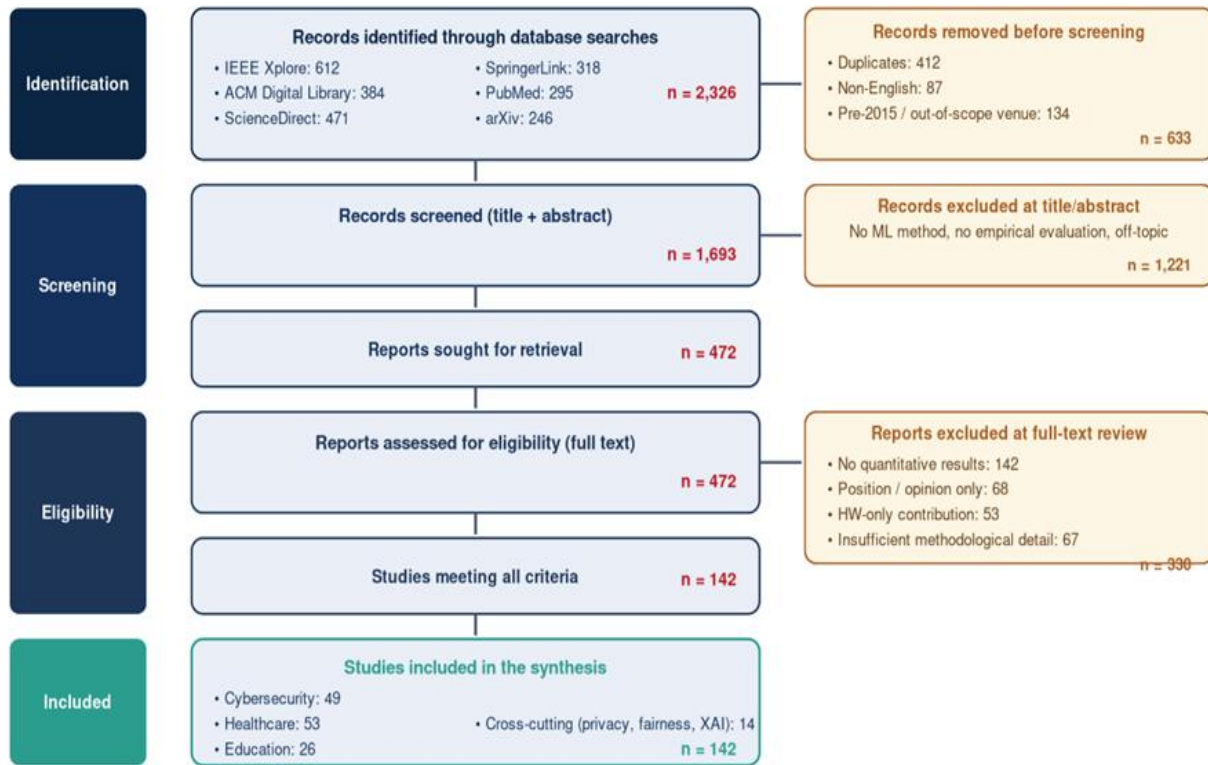 Identification
Records identified through database searches
• IEEE Xplore: 612
• ACM Digital Library: 384
• ScienceDirect: 471
• SpringerLink: 318
• PubMed: 295
• arXiv: 246
n = 2,326
Records removed before screening
• Duplicates: 412
• Non-English: 87
• Pre-2015 / out-of-scope venue: 134
n = 633
Screening
Records screened (title + abstract)
n = 1,693
Records excluded at title/abstract
No ML method, no empirical evaluation, off-topic
n = 1,221
Reports sought for retrieval
n = 472
Eligibility
Reports assessed for eligibility (full text)
n = 472
Reports excluded at full-text review
• No quantitative results: 142
• Position / opinion only: 68
• HW-only contribution: 53
• Insufficient methodological detail: 67
n = 330
Studies meeting all criteria
n = 142
Included
Studies included in the synthesis
• Cybersecurity: 49
• Healthcare: 53
• Education: 26
• Cross-cutting (privacy, fairness, XAI): 14
n = 142